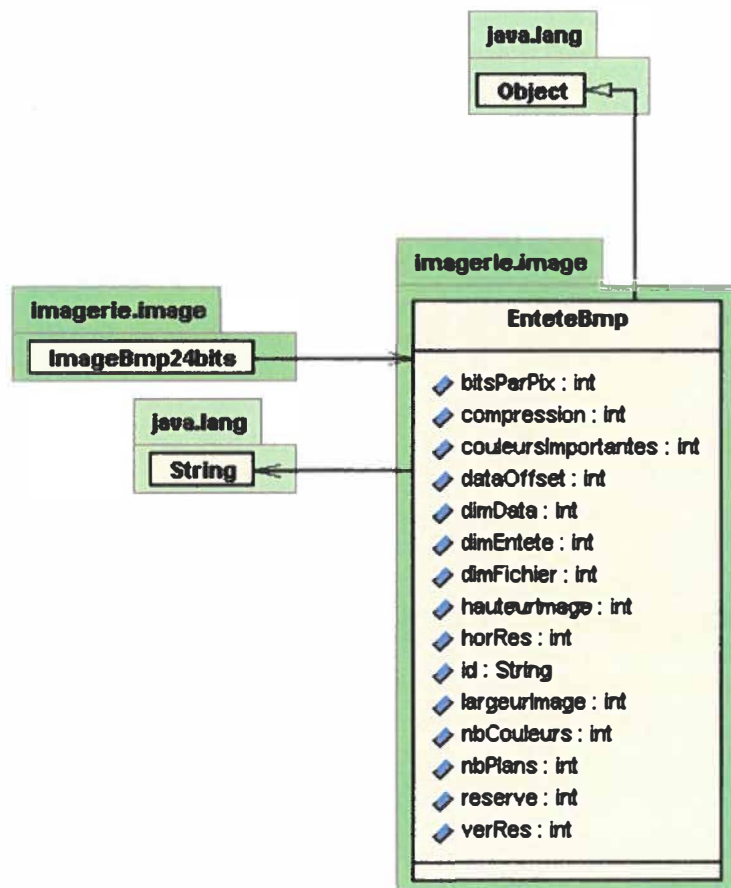 java.lang
Object
imagerie.image
EnteteBmp
imagerie.image
ImageBmp24bits
java.lang
String
bitsParPix : int
compression : int
couleursImportantes : int
dataOffset : int
dimData : int
dimEntete : int
dimFichier : int
hauteurImage : int
horRes : int
id : String
largeurImage : int
nbCouleurs : int
nbPlans : int
reserve : int
verRes : int